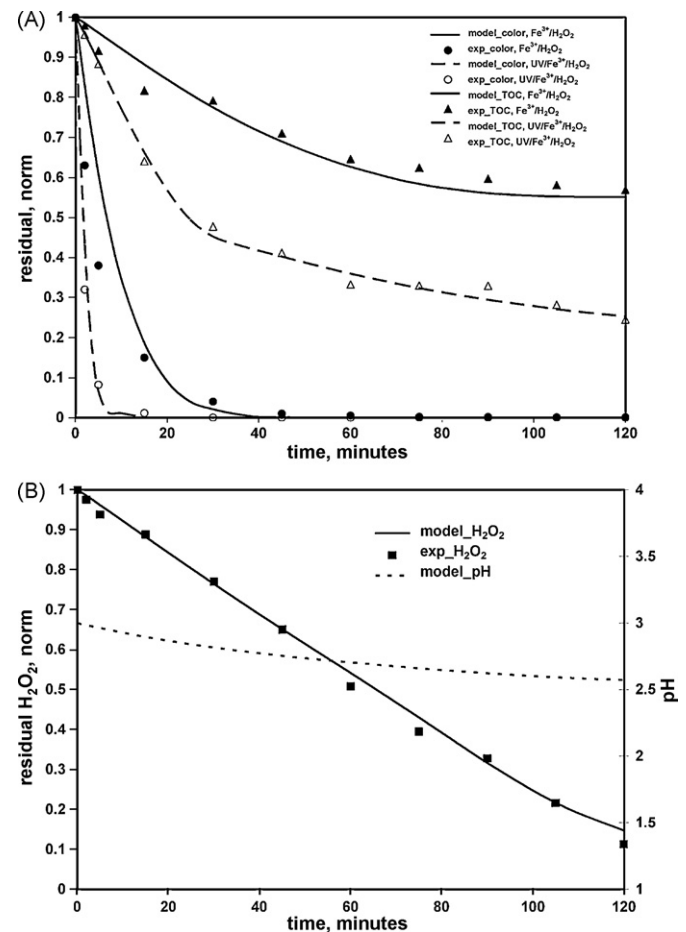 (A)
1
0.9
0.8
0.7
0.6
0.5
0.4
0.3
0.2
0.1
0
residual, norm
model_color, Fe³⁺/H₂O₂
exp_color, Fe³⁺/H₂O₂
model_color, UV/Fe³⁺/H₂O₂
exp_color, UV/Fe³⁺/H₂O₂
model_TOC, Fe³⁺/H₂O₂
exp_TOC, Fe³⁺/H₂O₂
model_TOC, UV/Fe³⁺/H₂O₂
exp_TOC, UV/Fe³⁺/H₂O₂
0 20 40 60 80 100 120
time, minutes
(B)
1
0.9
0.8
0.7
0.6
0.5
0.4
0.3
0.2
0.1
0
residual H₂O₂, norm
model_H₂O₂
exp_H₂O₂
model_pH
4
3.5
3
2.5
2
1.5
1
pH
0 20 40 60 80 100 120
time, minutes